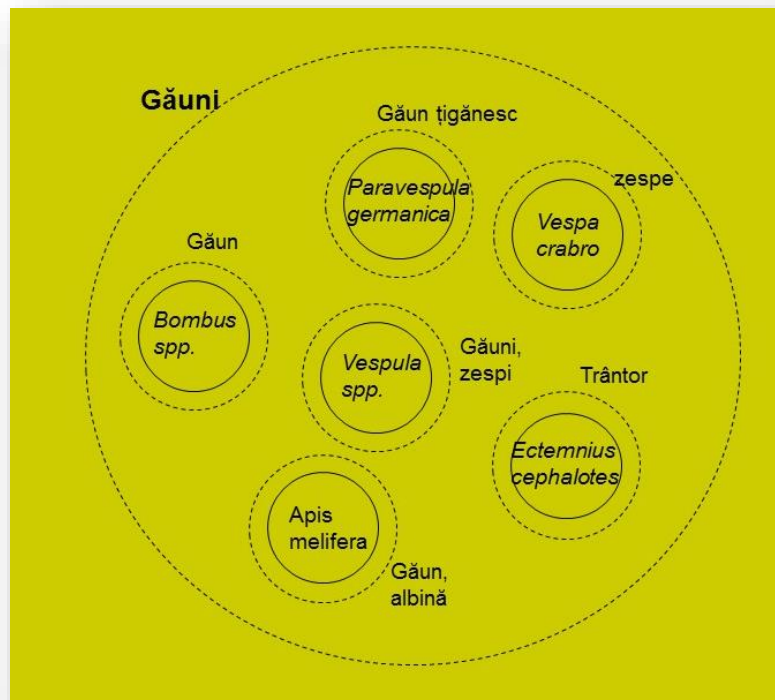 Găuni
Găun țigănesc
Paravespula
germanica
zespe
Vespa
crabro
Găun
Bombus
spp.
Vespula
spp.
Găuni,
zespi
Trântor
Ectemnius
cephalotes
Apis
melifera
Găun,
albină